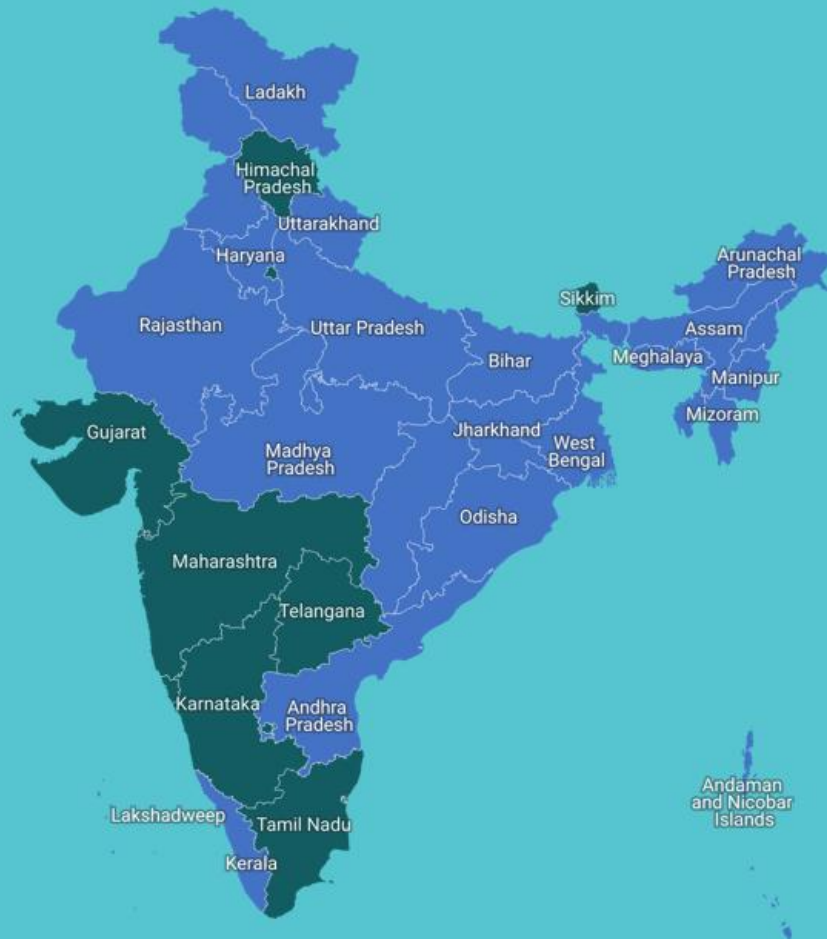 Ladakh
Himachal
Pradesh
Uttarakhand
Haryana
Arunachal
Pradesh
Sikkim
Rajasthan
Uttar Pradesh
Assam
Bihar
Meghalaya
Manipur
Mizoram
Gujarat
Jharkhand
Madhya
Pradesh
West
Bengal
Odisha
Maharashtra
Telangana
Karnataka
Andhra
Pradesh
Andaman
and Nicobar
Islands
Lakshadweep
Tamil Nadu
Kerala